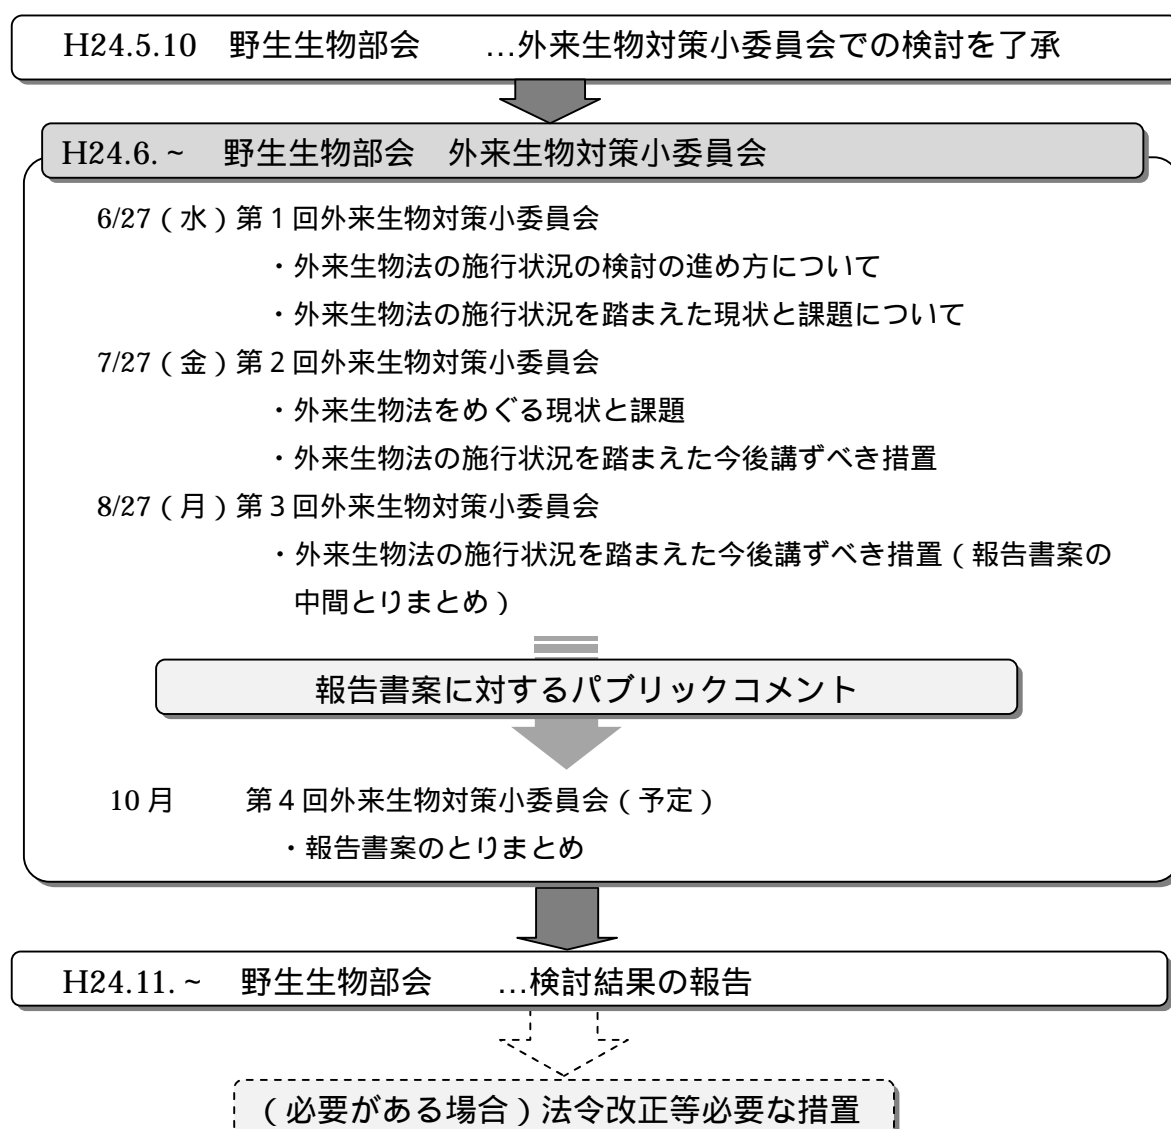 H24.5.10　野生生物部会　　…外来生物対策小委員会での検討を了承
H24.6.～　野生生物部会　外来生物対策小委員会
6/27（水）第１回外来生物対策小委員会
・外来生物法の施行状況の検討の進め方について
・外来生物法の施行状況を踏まえた現状と課題について
7/27（金）第２回外来生物対策小委員会
・外来生物法をめぐる現状と課題
・外来生物法の施行状況を踏まえた今後講ずべき措置
8/27（月）第３回外来生物対策小委員会
・外来生物法の施行状況を踏まえた今後講ずべき措置（報告書案の
中間とりまとめ）
報告書案に対するパブリックコメント
10月　　第４回外来生物対策小委員会（予定）
・報告書案のとりまとめ
H24.11.～　野生生物部会　　…検討結果の報告
（必要がある場合）法令改正等必要な措置